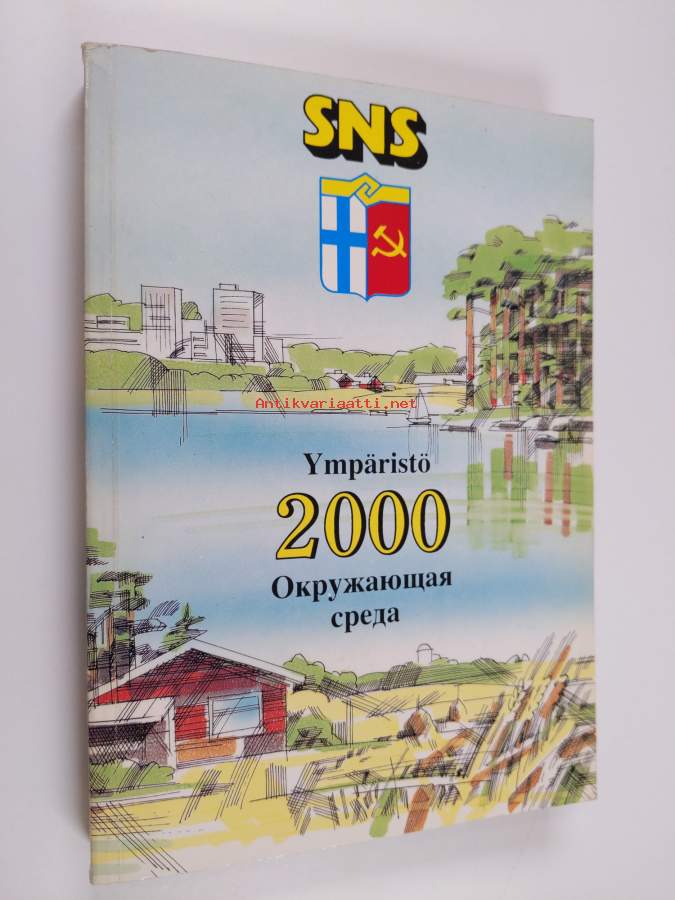 SNS
Antikvariaatti.net
Ympäristö
2000
Окружающая
среда